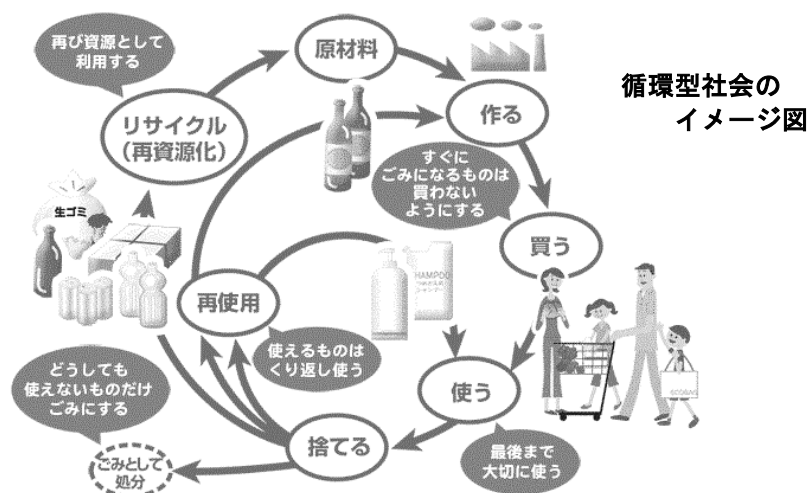 循環型社会の
イメージ図
再び資源として
利用する
原材料
作る
リサイクル
(再資源化)
すぐに
ごみになるものは
買わない
ようにする
生ゴミ
買う
SHAMPOO
シャンプー
再使用
使えるものは
くり返し使う
どうしても
使えないものだけ
ごみにする
使う
捨てる
最後まで
大切に使う
ごみとして
処分